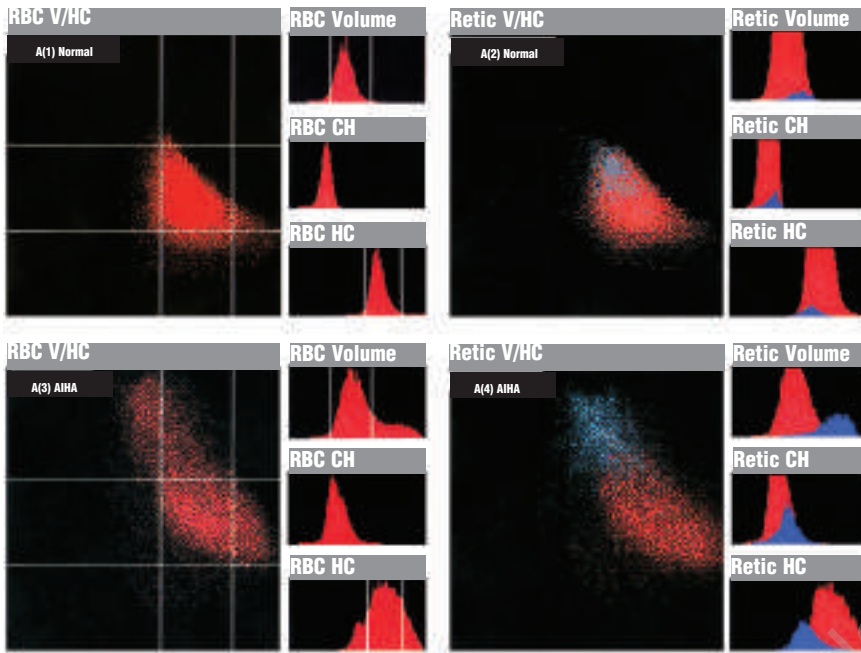 RBC V/HC
A(1) Normal
RBC Volume
RBC CH
RBC HC
Retic V/HC
A(2) Normal
Retic Volume
Retic CH
Retic HC
RBC V/HC
A(3) AIHA
RBC Volume
RBC CH
RBC HC
Retic V/HC
A(4) AIHA
Retic Volume
Retic CH
Retic HC